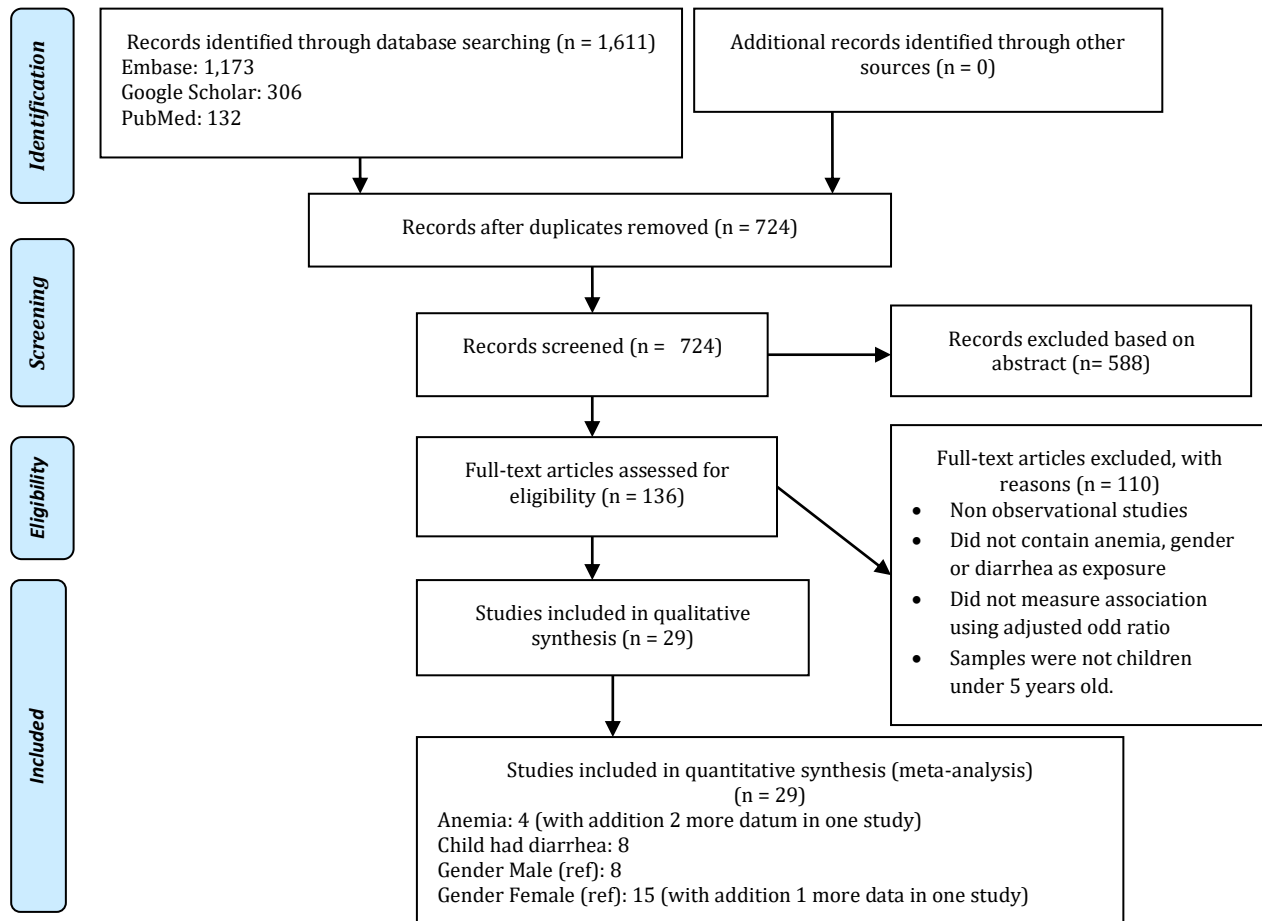 Identification
Records identified through database searching (n = 1,611)
Embase: 1,173
Google Scholar: 306
PubMed: 132
Additional records identified through other
sources (n = 0)
Records after duplicates removed (n = 724)
Screening
Records screened (n = 724)
Records excluded based on
abstract (n= 588)
Eligibility
Full-text articles assessed for
eligibility (n = 136)
Full-text articles excluded, with
reasons (n = 110)
• Non observational studies
• Did not contain anemia, gender
or diarrhea as exposure
• Did not measure association
using adjusted odd ratio
• Samples were not children
under 5 years old.
Included
Studies included in qualitative
synthesis (n = 29)
Studies included in quantitative synthesis (meta-analysis)
(n = 29)
Anemia: 4 (with addition 2 more datum in one study)
Child had diarrhea: 8
Gender Male (ref): 8
Gender Female (ref): 15 (with addition 1 more data in one study)